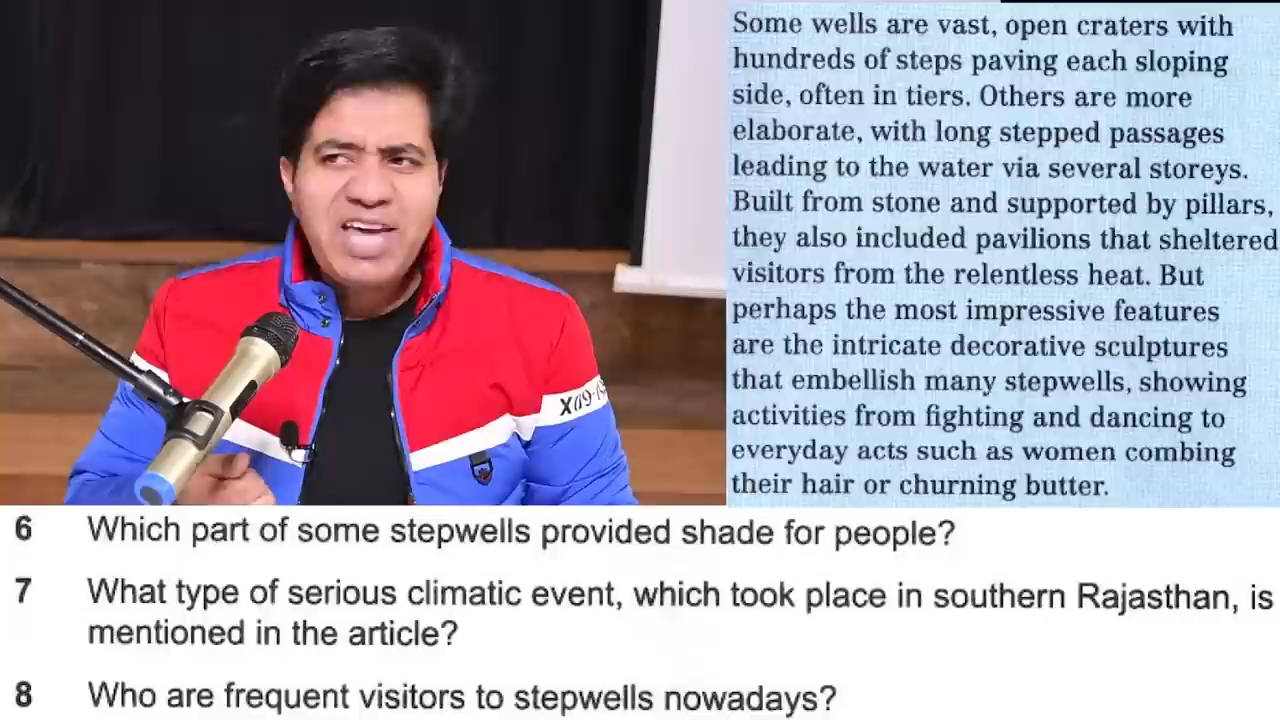 Some wells are vast, open craters with
hundreds of steps paving each sloping
side, often in tiers. Others are more
elaborate, with long stepped passages
leading to the water via several storeys.
Built from stone and supported by pillars,
they also included pavilions that sheltered
visitors from the relentless heat. But
perhaps the most impressive features
are the intricate decorative sculptures
that embellish many stepwells, showing
activities from fighting and dancing to
everyday acts such as women combing
their hair or churning butter.
6 Which part of some stepwells provided shade for people?
7 What type of serious climatic event, which took place in southern Rajasthan, is
mentioned in the article?
8 Who are frequent visitors to stepwells nowadays?